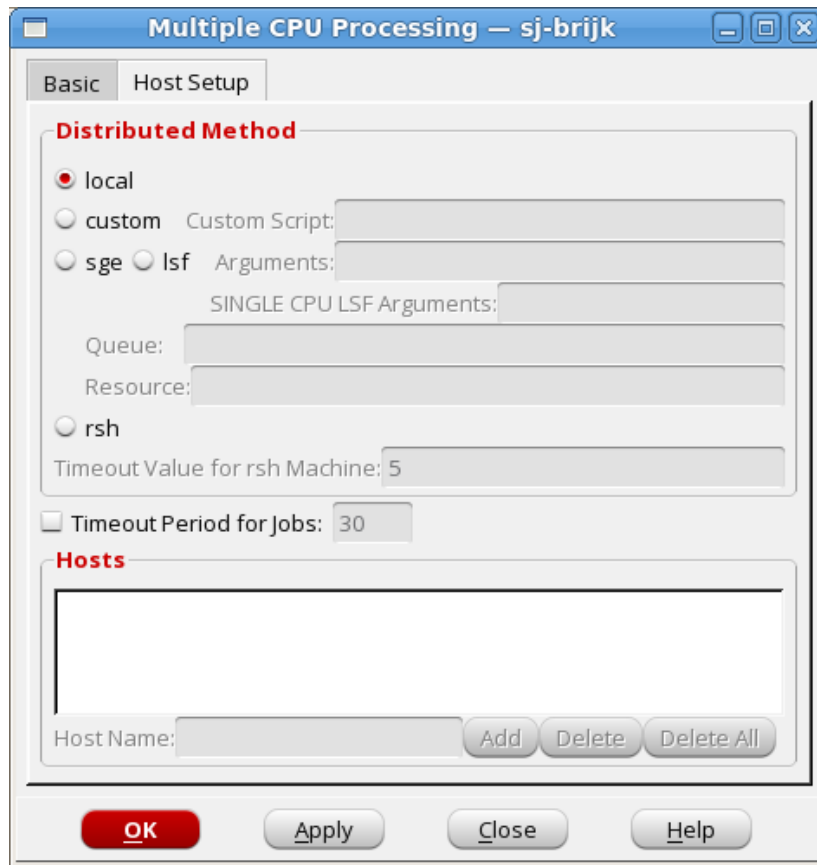 Multiple CPU Processing — sj-brijk
Basic Host Setup
Distributed Method
local
custom Custom Script:
sge lsf Arguments:
SINGLE CPU LSF Arguments:
Queue:
Resource:
rsh
Timeout Value for rsh Machine: 5
Timeout Period for Jobs: 30
Hosts
Host Name: Add Delete Delete All
OK Apply Close Help